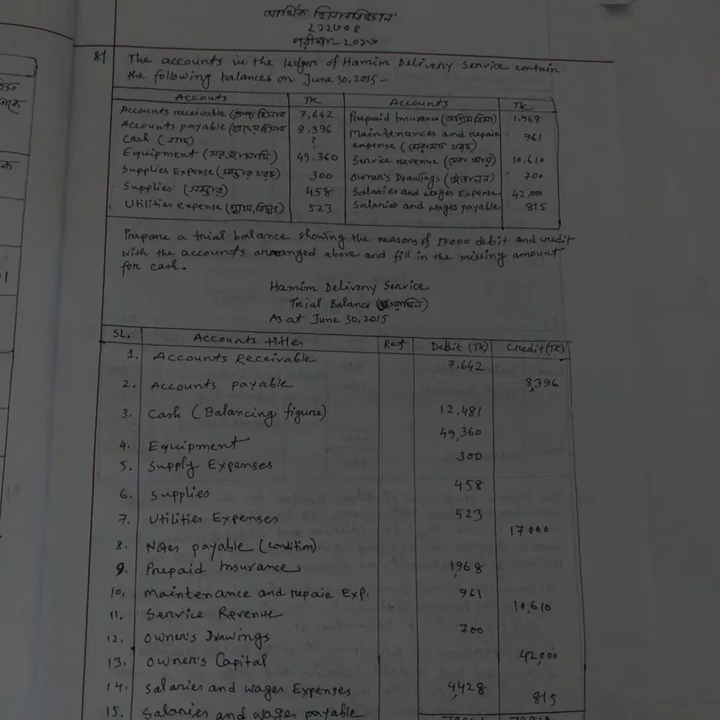 আর্থিক হিসাববিজ্ঞান
পরীক্ষা-২০২৩
The accounts in the ledger of Hamim Delivery Service contain
the following balances on June 30, 2015-
Accounts TK Accounts TK.
Accounts receivable 7,642 Prepaid Insurance 1,968
Accounts payable 8,396 Maintenances and repair expense 961
Cash ?
Equipment 49.360 Service revenue 10,610
Supplies Expense 300 Owner's Drawings 700
Supplies 458 Salaries and wages Expense 42,000
Utilities expense 523 Salaries and wages payable 815
Prepare a trial balance showing the reasons of 17000 debit and credit
with the accounts arranged above and fill in the missing amount
for cash.
Hamim Delivery Service
Trial Balance
As at June 30, 2015
SL. Accounts titles Ref Debit (TK) Credit (TK)
1. Accounts Receivable 7,642
2. Accounts payable 8,396
3. Cash (Balancing figure) 12,481
4. Equipment 49,360
5. Supply Expenses 300
6. Supplies 458
7. Utilities Expenses 523
8. Notes payable (condition) 17000
9. Prepaid Insurance 1,968
10. Maintenance and repair Exp. 961
11. Service Revenue 10,610
12. Owner's Drawings 700
13. Owner's Capital 42,000
14. Salaries and wages Expenses 4,428
15. Salaries and wages payable 815